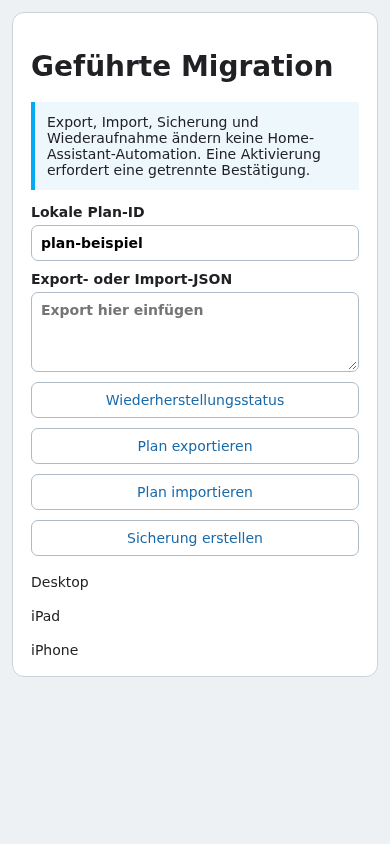 Geführte Migration
Export, Import, Sicherung und
Wiederaufnahme ändern keine Home-
Assistant-Automation. Eine Aktivierung
erfordert eine getrennte Bestätigung.
Lokale Plan-ID
plan-beispiel
Export- oder Import-JSON
Export hier einfügen
Wiederherstellungsstatus
Plan exportieren
Plan importieren
Sicherung erstellen
Desktop
iPad
iPhone